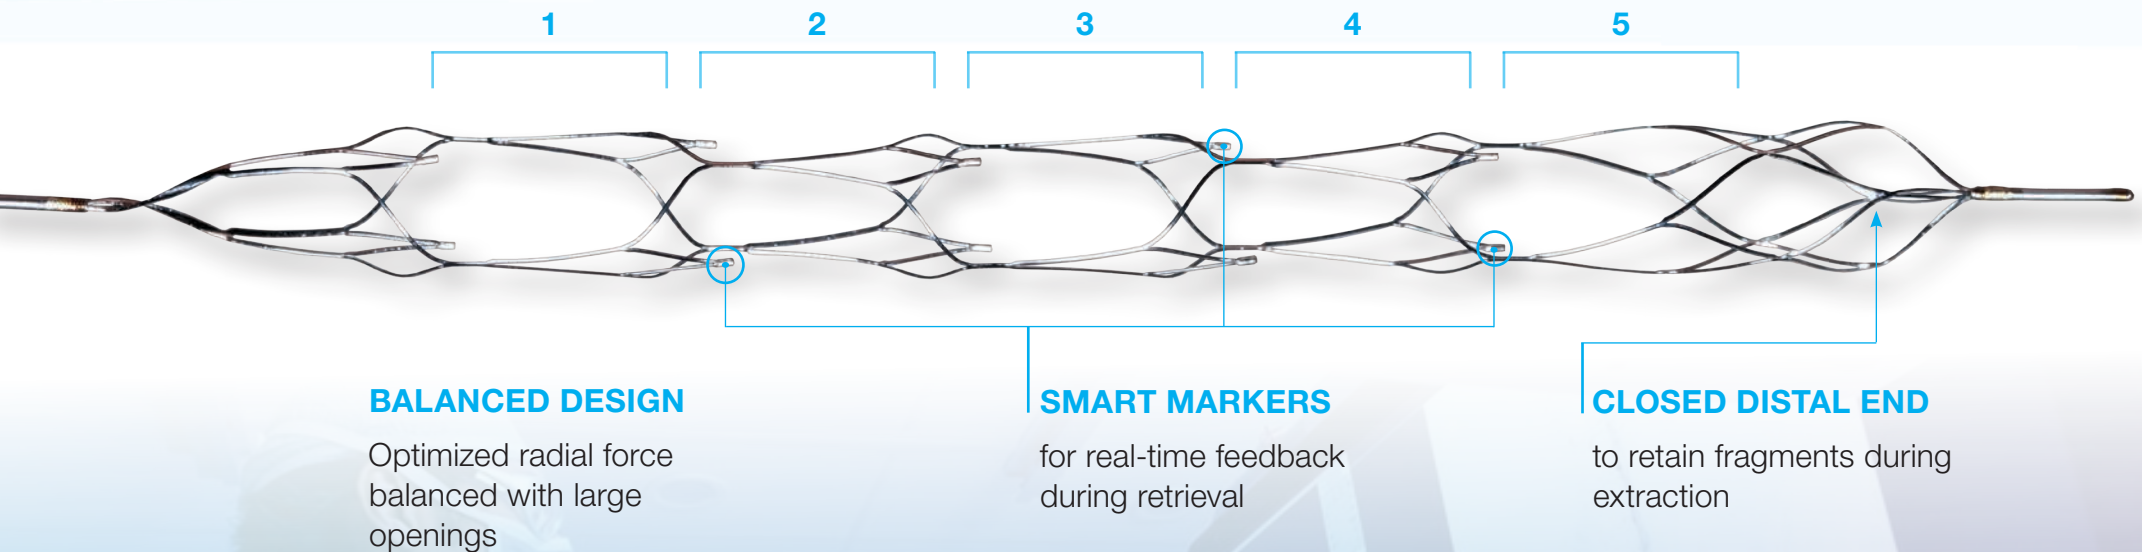 1 2 3 4 5
BALANCED DESIGN
Optimized radial force
balanced with large
openings
SMART MARKERS
for real-time feedback
during retrieval
CLOSED DISTAL END
to retain fragments during
extraction